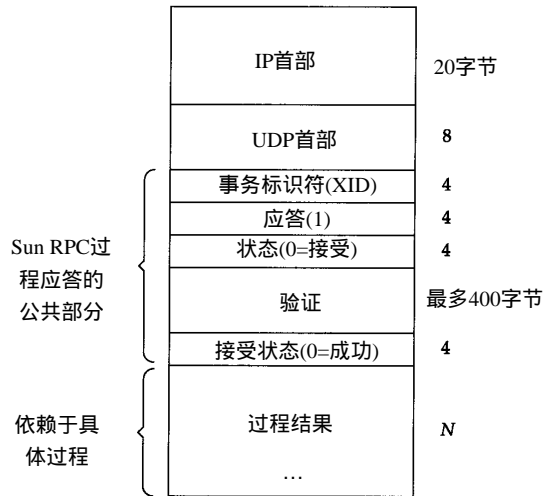 IP首部
20字节
UDP首部
8
事务标识符(XID)
4
应答(1)
4
状态(0=接受)
4
验证
最多400字节
接受状态(0=成功)
4
Sun RPC过
程应答的
公共部分
过程结果
N
…
依赖于具
体过程